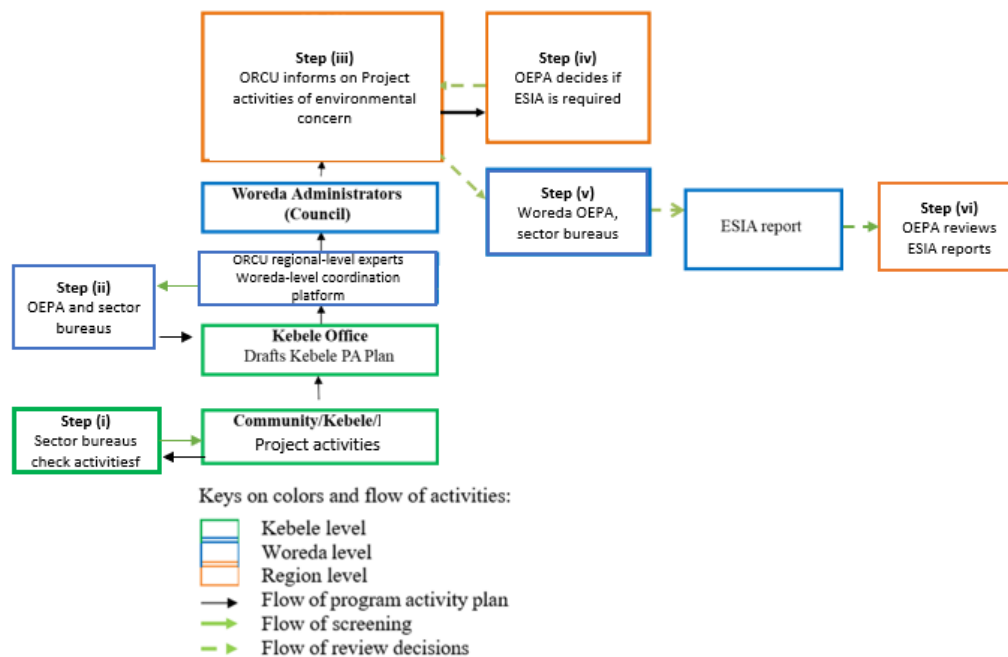 Step (iii)
ORCU informs on Project
activities of environmental
concern
Step (iv)
OEPA decides if
ESIA is required
Woreda Administrators
(Council)
Step (v)
Woreda OEPA,
sector bureaus
ESIA report
Step (vi)
OEPA reviews
ESIA reports
ORCU regional-level experts
Woreda-level coordination
platform
Step (ii)
OEPA and sector
bureaus
Kebele Office
Drafts Kebele PA Plan
Step (i)
Sector bureaus
check activitiesf
Community/Kebele/
Project activities
Keys on colors and flow of activities:
Kebele level
Woreda level
Region level
Flow of program activity plan
Flow of screening
Flow of review decisions